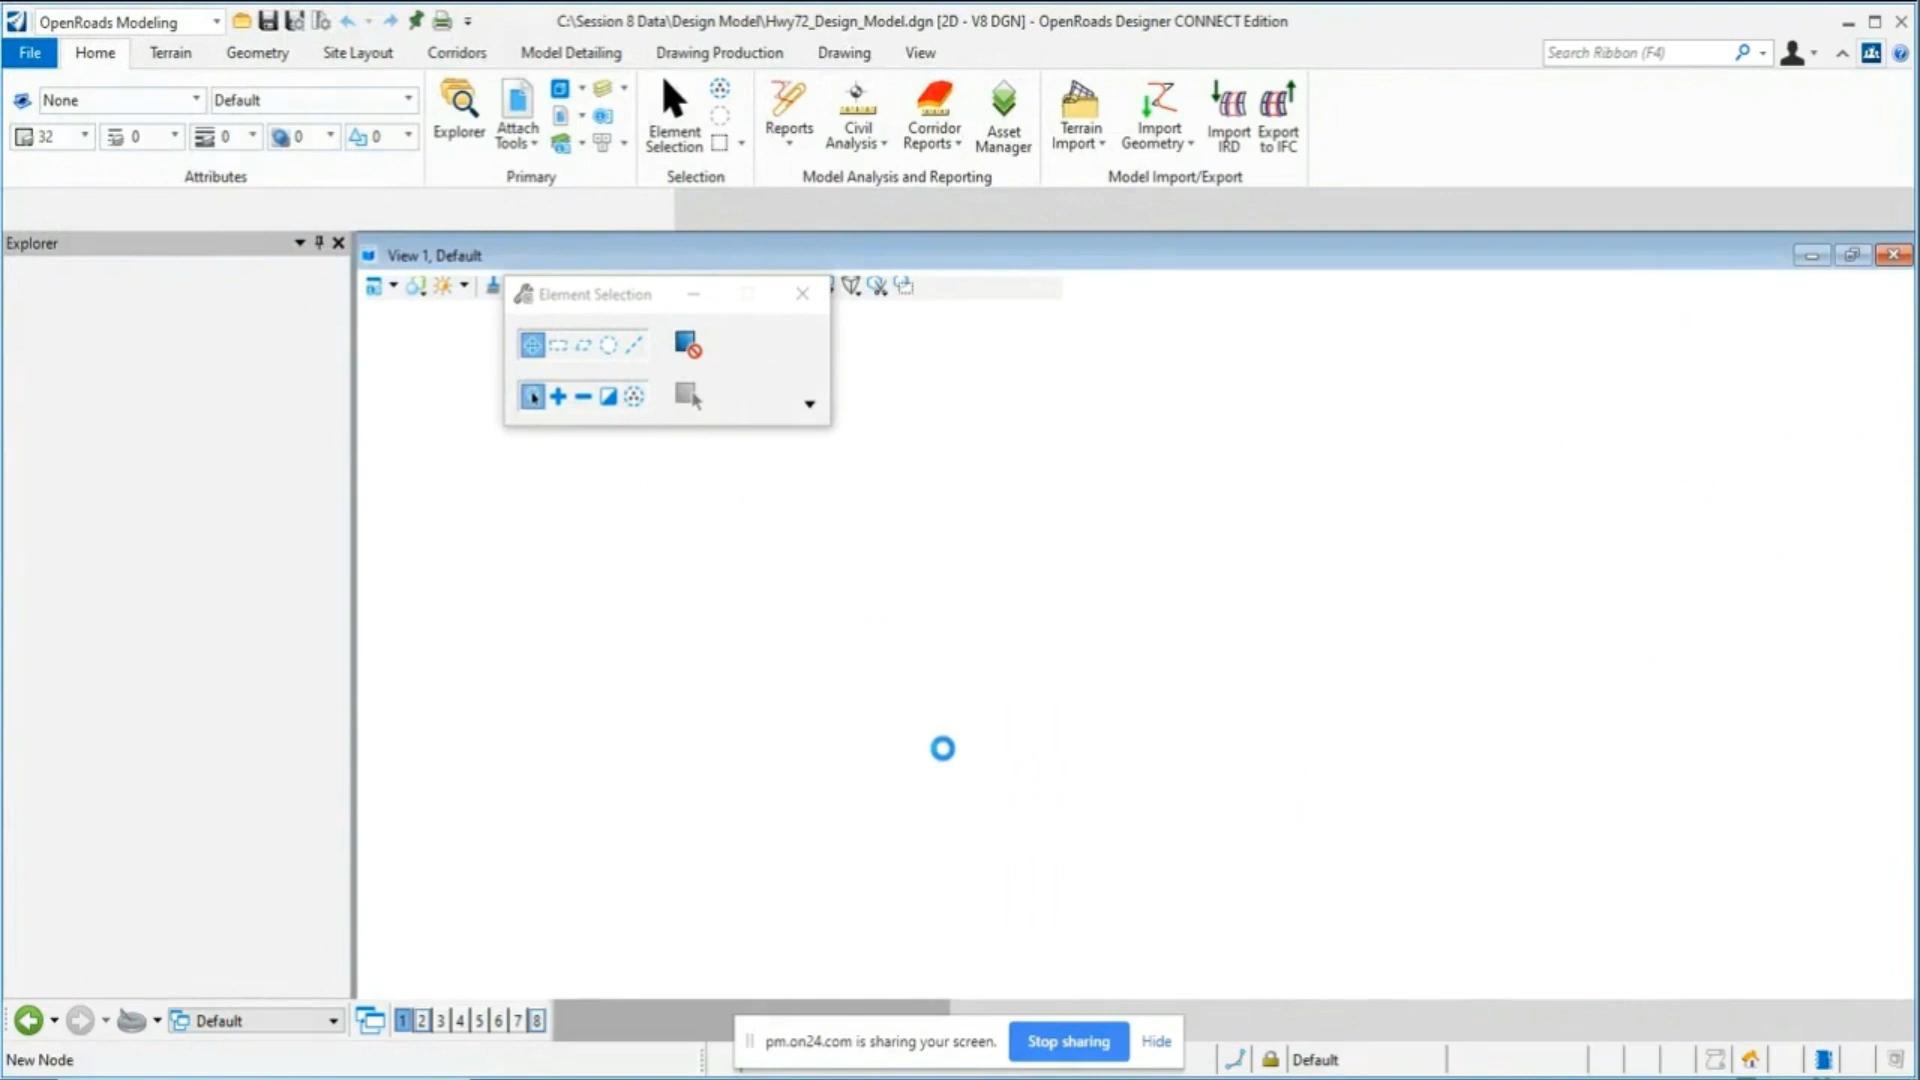 OpenRoads Modeling
C:\Session 8 Data\Design Model\Hwy72_Design_Model.dgn [2D - V8 DGN] - OpenRoads Designer CONNECT Edition
File Home Terrain Geometry Site Layout Corridors Model Detailing Drawing Production Drawing View
Search Ribbon (F4)
None Default
32 0 0 0 0
Attributes
Explorer
Attach
Tools
Primary
Element
Selection
Selection
Reports
Civil
Analysis
Corridor
Reports
Asset
Manager
Model Analysis and Reporting
Terrain
Import
Import
Geometry
Import
IRD
Export
to IFC
Model Import/Export
Explorer
View 1, Default
Element Selection
Default
1 2 3 4 5 6 7 8
pm.on24.com is sharing your screen. Stop sharing Hide
New Node
Default